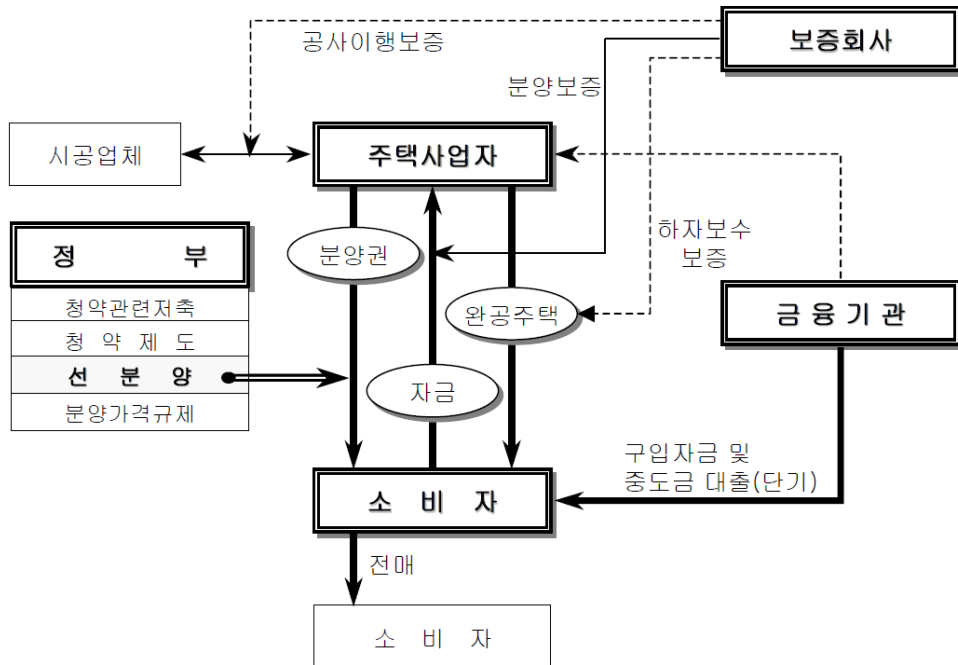 공사이행보증
보증회사
분양보증
시공업체
주택사업자
하자보수
보증
정 부
분양권
청약관련저축
청 약 제 도
선 분 양
분양가격규제
완공주택
금 융 기 관
자금
구입자금 및
중도금 대출(단기)
소 비 자
전매
소 비 자